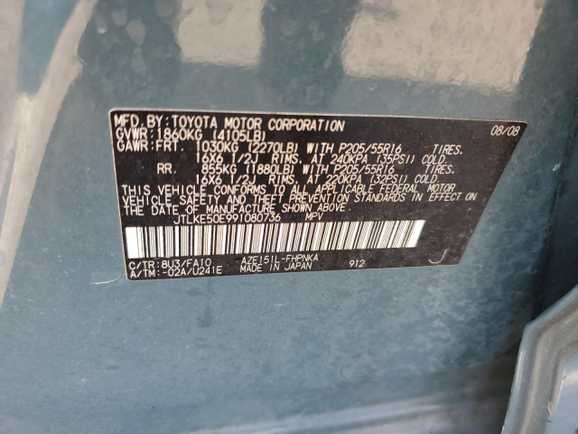 MFD. BY: TOYOTA MOTOR CORPORATION 08/08
GVWR: 1860KG (4105LB)
GAWR: FRT. 1030KG (2270LB) WITH P205/55R16 TIRES.
16X6 1/2J RIMS. AT 240KPA (35PSI) COLD.
RR. 855KG (1880LB) WITH P205/55R16 TIRES.
16X6 1/2J RIMS. AT 220KPA (32PSI) COLD.
THIS VEHICLE CONFORMS TO ALL APPLICABLE FEDERAL MOTOR
VEHICLE SAFETY AND THEFT PREVENTION STANDARDS IN EFFECT ON
THE DATE OF MANUFACTURE SHOWN ABOVE.
JTLKE50E991080736 MPV
C/TR: 8U3/FA10 AZE151L-FHPNKA J
A/TM: -02A/U241E MADE IN JAPAN 912